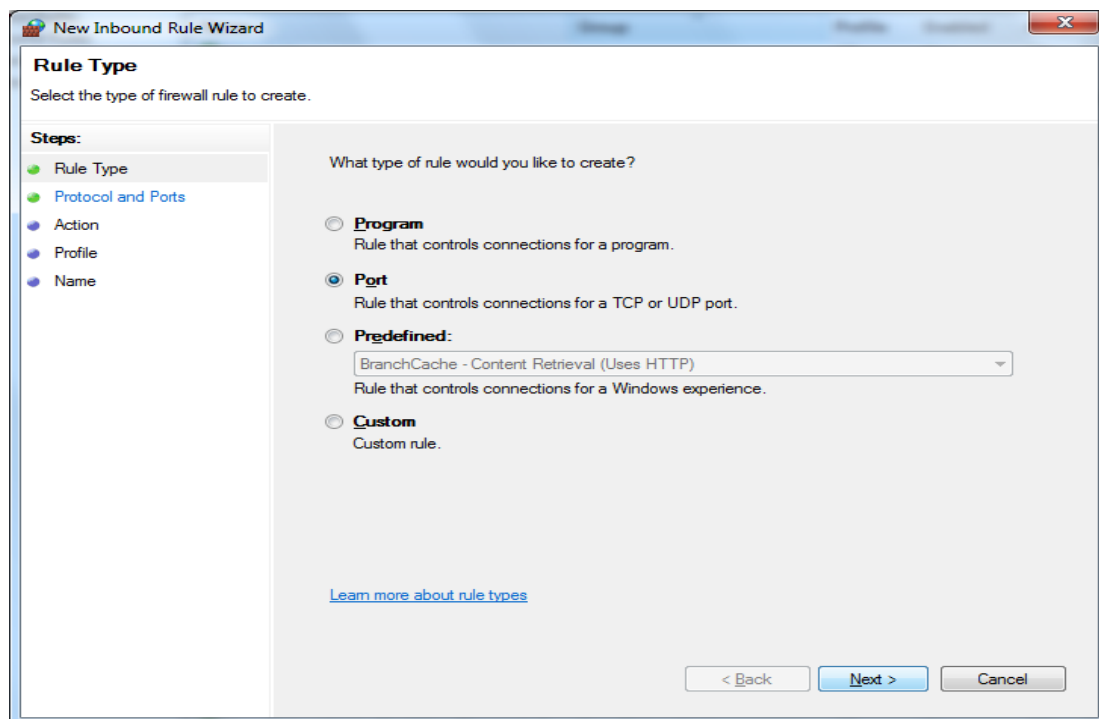 New Inbound Rule Wizard
Rule Type
Select the type of firewall rule to create.
Steps:
Rule Type
Protocol and Ports
Action
Profile
Name
What type of rule would you like to create?
Program
Rule that controls connections for a program.
Port
Rule that controls connections for a TCP or UDP port.
Predefined:
BranchCache - Content Retrieval (Uses HTTP)
Rule that controls connections for a Windows experience.
Custom
Custom rule.
Learn more about rule types
< Back Next > Cancel